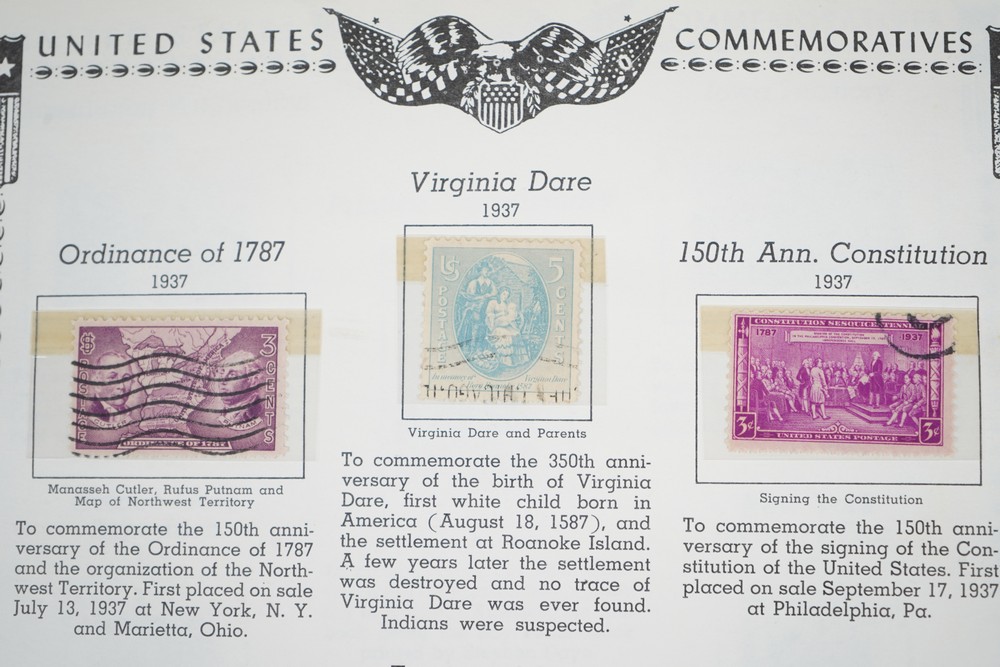 UNITED STATES COMMEMORATIVES
Ordinance of 1787
1937
3 CENTS
ORDINANCE OF 1787
Manasseh Cutler, Rufus Putnam and
Map of Northwest Territory
To commemorate the 150th anni-
versary of the Ordinance of 1787
and the organization of the North-
west Territory. First placed on sale
July 13, 1937 at New York, N. Y.
and Marietta, Ohio.
Virginia Dare
1937
US POSTAGE
5 CENTS
Virginia Dare and Parents
To commemorate the 350th anni-
versary of the birth of Virginia
Dare, first white child born in
America (August 18, 1587), and
the settlement at Roanoke Island.
A few years later the settlement
was destroyed and no trace of
Virginia Dare was ever found.
Indians were suspected.
150th Ann. Constitution
1937
CONSTITUTION SESQUICENTENNIAL
1787 1937
3¢ UNITED STATES POSTAGE 3¢
Signing the Constitution
To commemorate the 150th anni-
versary of the signing of the Con-
stitution of the United States. First
placed on sale September 17, 1937
at Philadelphia, Pa.